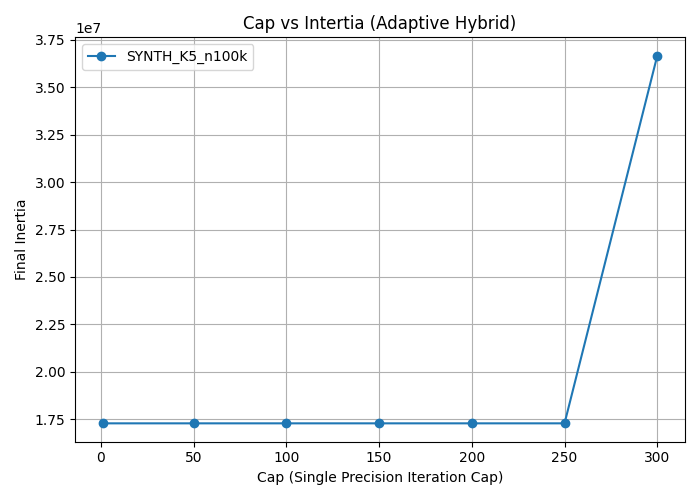 Cap vs Intertia (Adaptive Hybrid)
1e7
3.75
3.50
3.25
3.00
2.75
2.50
2.25
2.00
1.75
Final Inertia
SYNTH_K5_n100k
0 50 100 150 200 250 300
Cap (Single Precision Iteration Cap)